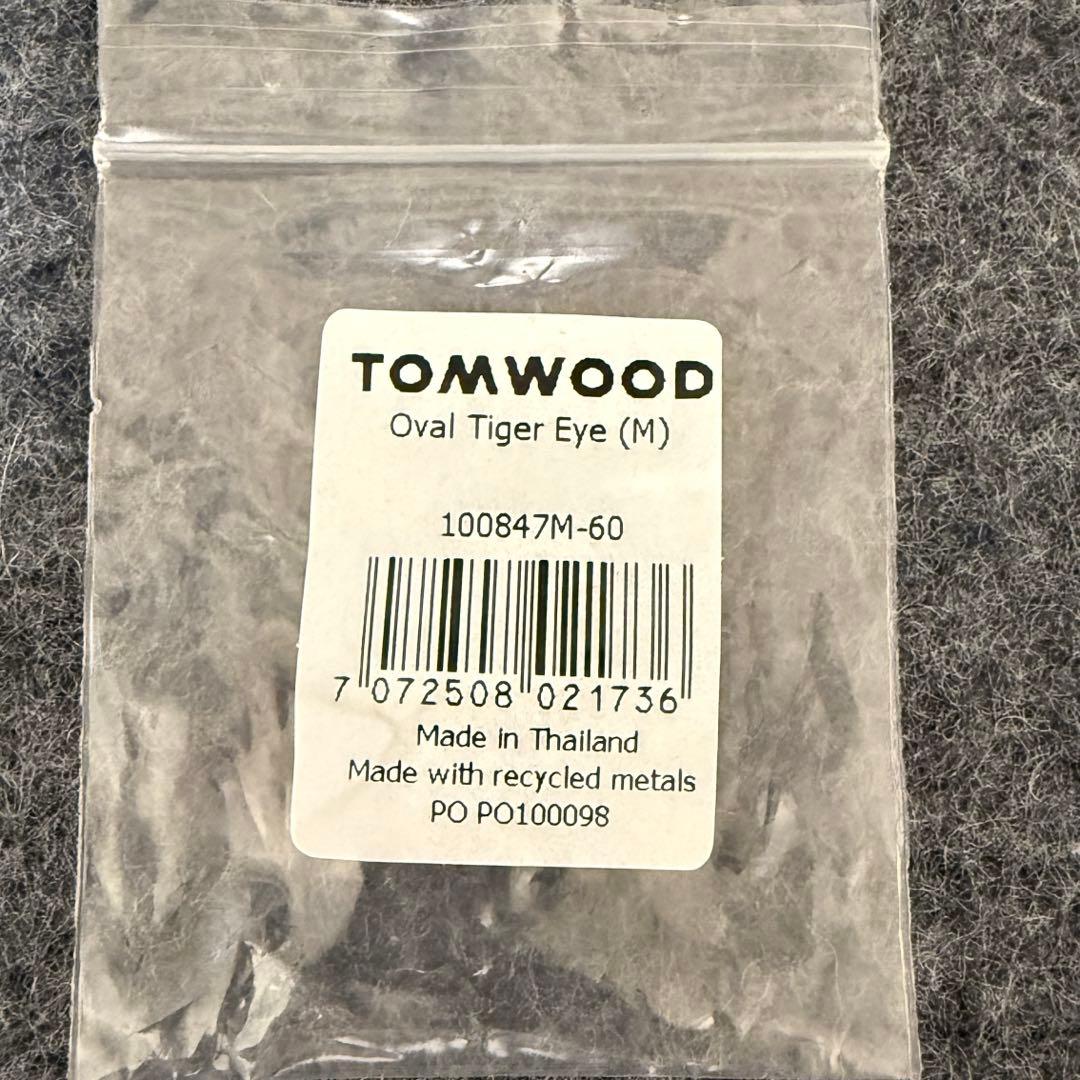 TOMWOOD
Oval Tiger Eye (M)
100847M-60
7 072508 021736
Made in Thailand
Made with recycled metals
PO PO100098